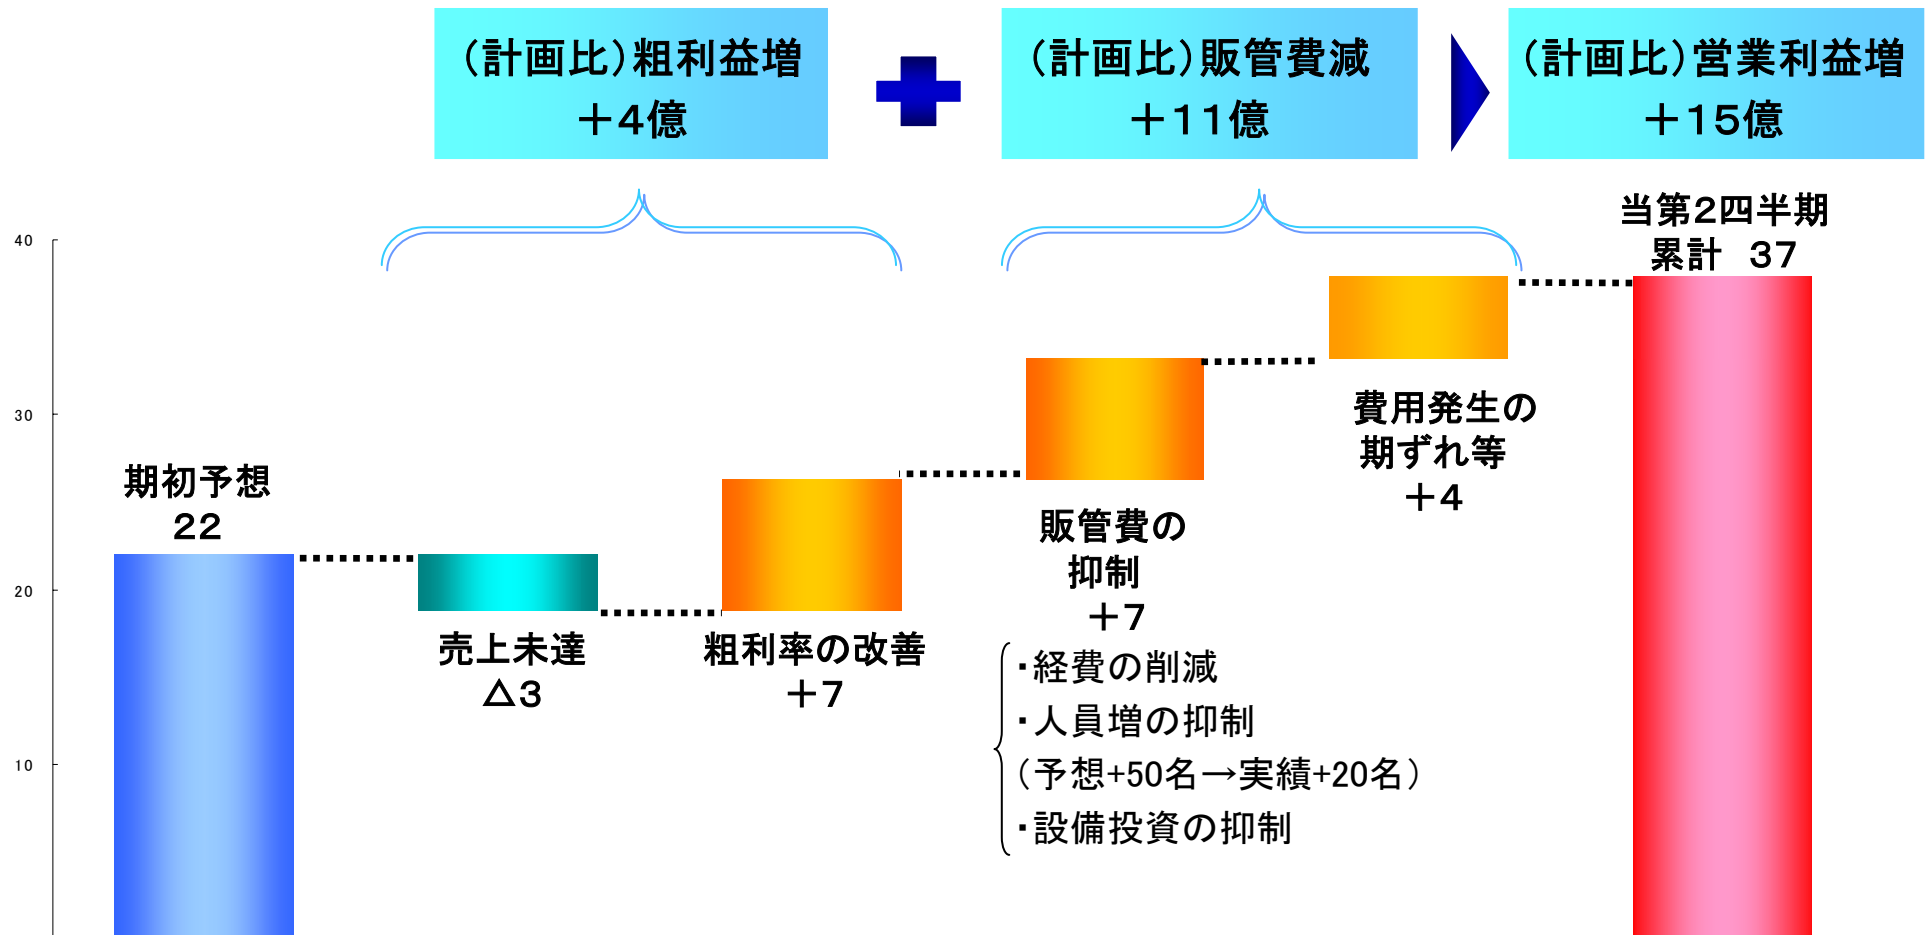 （計画比）粗利益増
＋4億
（計画比）販管費減
＋11億
（計画比）営業利益増
＋15億
当第2四半期
累計　37
40
30
20
10
期初予想
22
売上未達
△3
粗利率の改善
＋7
販管費の
抑制
＋7
・経費の削減
・人員増の抑制
（予想+50名→実績+20名）
・設備投資の抑制
費用発生の
期ずれ等
＋4